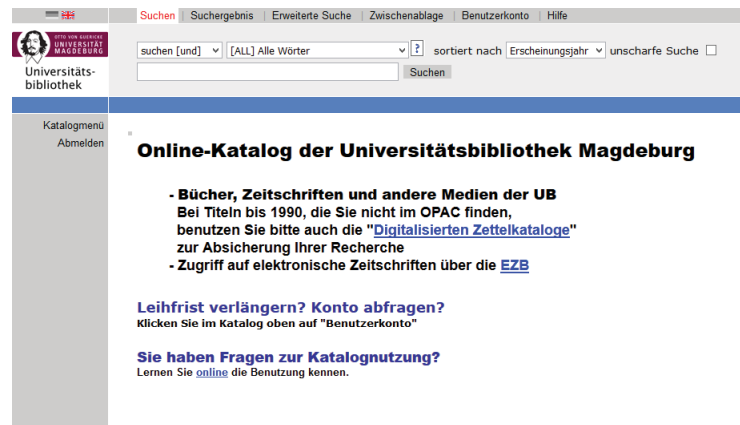 Suchen | Suchergebnis | Erweiterte Suche | Zwischenablage | Benutzerkonto | Hilfe
OTTO VON GUERICKE
UNIVERSITÄT
MAGDEBURG
Universitäts-
bibliothek
suchen [und] [ALL] Alle Wörter ? sortiert nach Erscheinungsjahr unscharfe Suche
Suchen
Katalogmenü
Abmelden
Online-Katalog der Universitätsbibliothek Magdeburg
- Bücher, Zeitschriften und andere Medien der UB
Bei Titeln bis 1990, die Sie nicht im OPAC finden,
benutzen Sie bitte auch die "Digitalisierten Zettelkataloge"
zur Absicherung Ihrer Recherche
- Zugriff auf elektronische Zeitschriften über die EZB
Leihfrist verlängern? Konto abfragen?
Klicken Sie im Katalog oben auf "Benutzerkonto"
Sie haben Fragen zur Katalognutzung?
Lernen Sie online die Benutzung kennen.